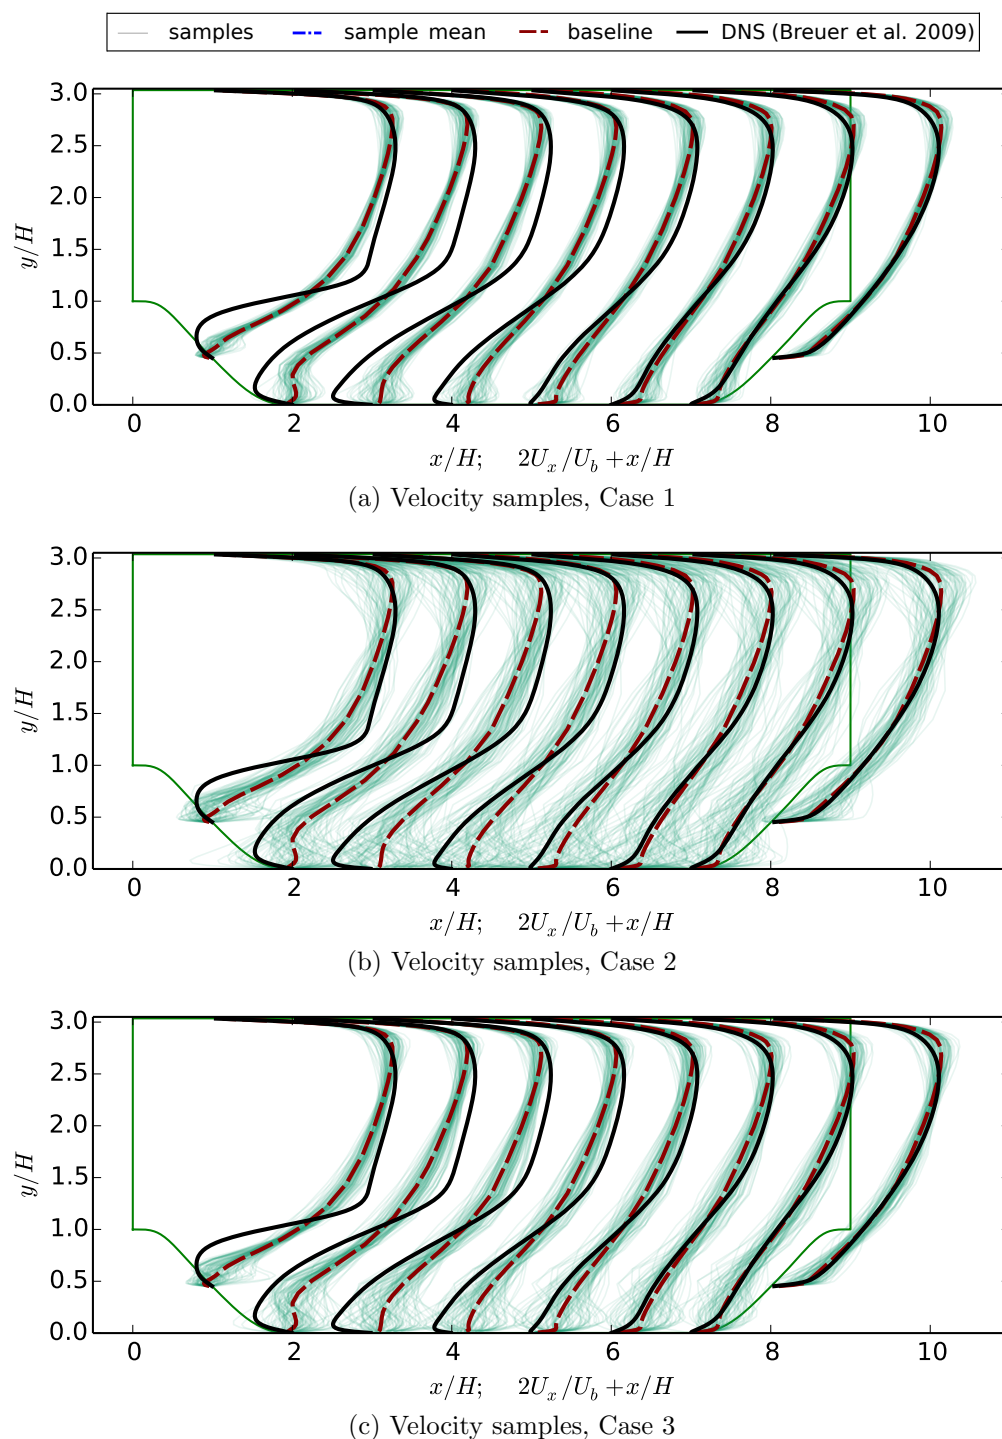 samples sample mean baseline DNS (Breuer et al. 2009)
3.0
2.5
2.0
1.5
1.0
0.5
0.0
y/H
0 2 4 6 8 10
x/H; 2U_x/U_b+x/H
(a) Velocity samples, Case 1
3.0
2.5
2.0
1.5
1.0
0.5
0.0
y/H
0 2 4 6 8 10
x/H; 2U_x/U_b+x/H
(b) Velocity samples, Case 2
3.0
2.5
2.0
1.5
1.0
0.5
0.0
y/H
0 2 4 6 8 10
x/H; 2U_x/U_b+x/H
(c) Velocity samples, Case 3